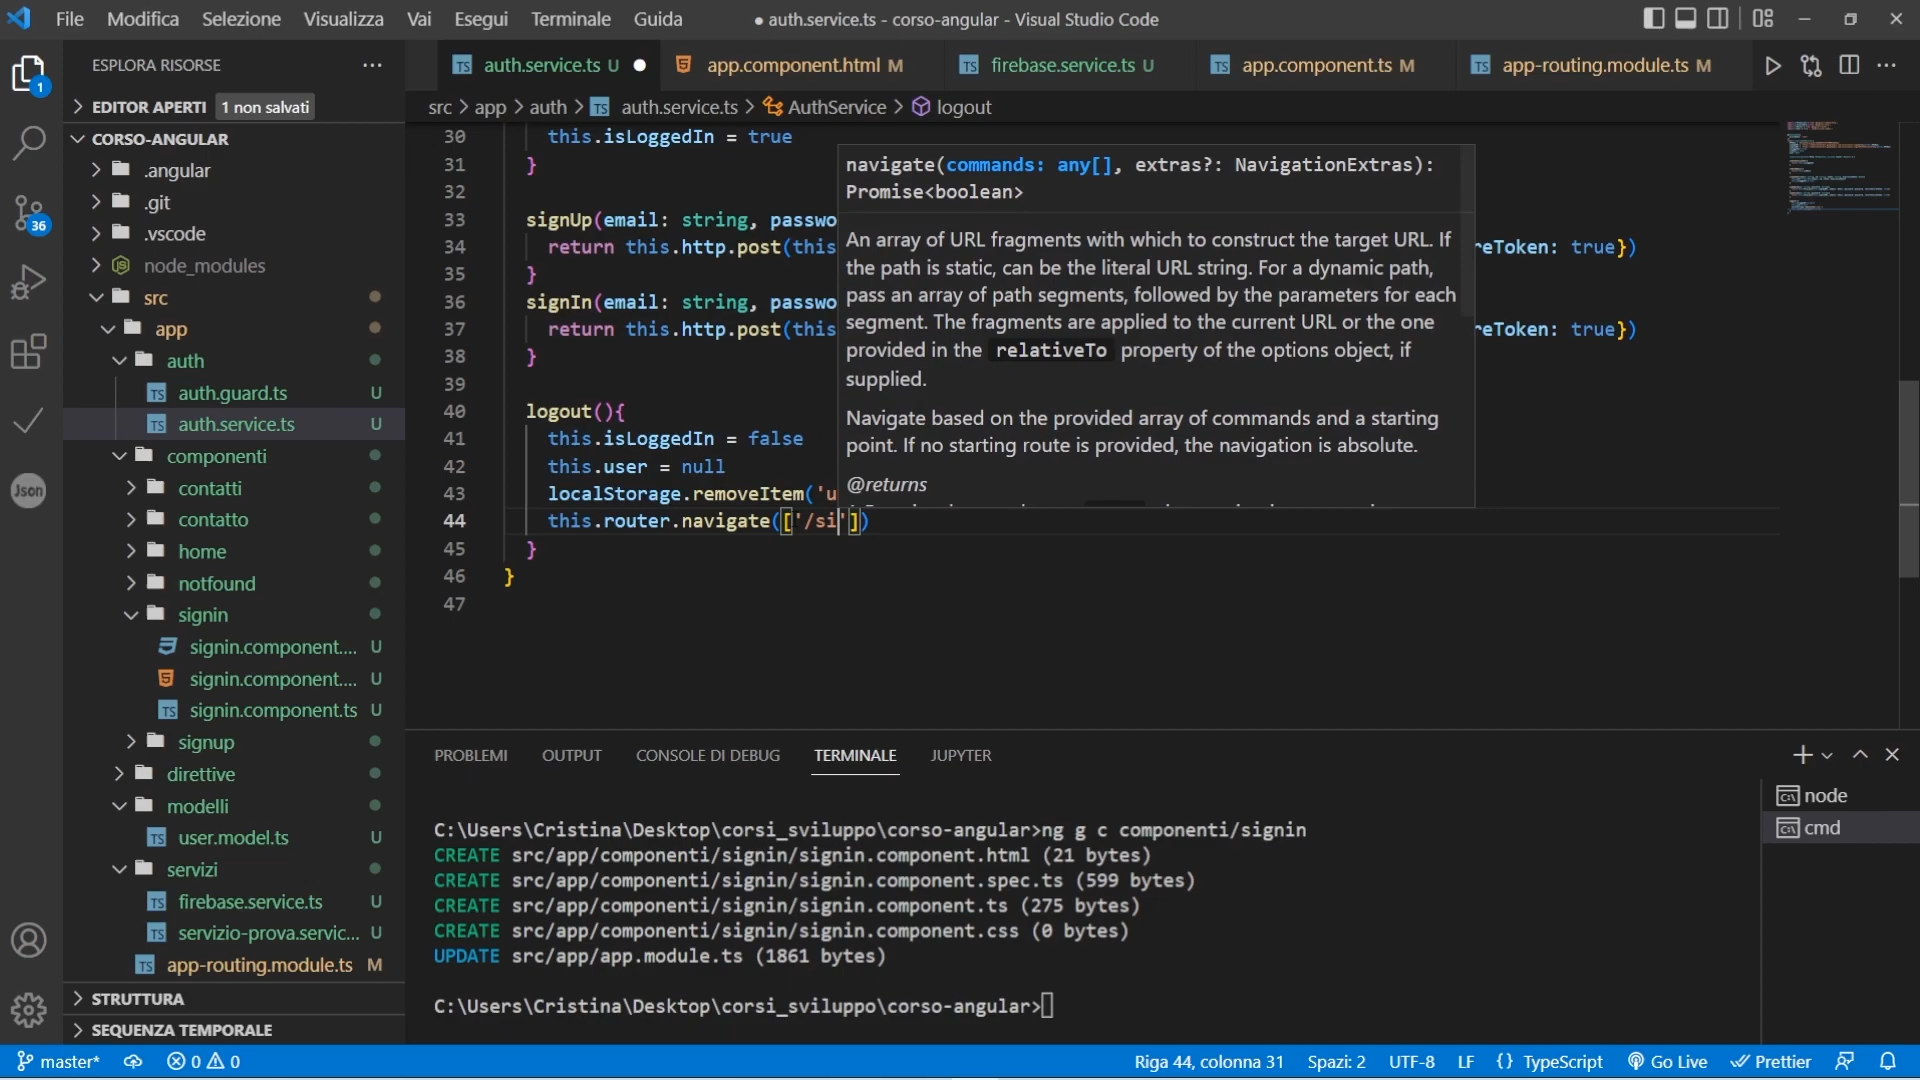 File Modifica Selezione Visualizza Vai Esegui Terminale Guida ● auth.service.ts - corso-angular - Visual Studio Code
ESPLORA RISORSE ···
auth.service.ts U ● app.component.html M firebase.service.ts U app.component.ts M app-routing.module.ts M
EDITOR APERTI 1 non salvati
src > app > auth > TS auth.service.ts > AuthService > logout
CORSO-ANGULAR
.angular
.git
.vscode
node_modules
src
app
auth
TS auth.guard.ts U
TS auth.service.ts U
componenti
contatti
contatto
home
notfound
signin
signin.component.... U
signin.component.... U
TS signin.component.ts U
signup
direttive
modelli
TS user.model.ts U
servizi
TS firebase.service.ts U
TS servizio-prova.servic... U
TS app-routing.module.ts M
STRUTTURA
SEQUENZA TEMPORALE
1
36
Json
30 this.isLoggedIn = true
31 }
32
33 signUp(email: string, passwo
34 return this.http.post(this reToken: true})
35 }
36 signIn(email: string, passwo
37 return this.http.post(this reToken: true})
38 }
39
40 logout(){
41 this.isLoggedIn = false
42 this.user = null
43 localStorage.removeItem('u
44 this.router.navigate(['/si'])
45 }
46 }
47
navigate(commands: any[], extras?: NavigationExtras):
Promise<boolean>
An array of URL fragments with which to construct the target URL. If
the path is static, can be the literal URL string. For a dynamic path,
pass an array of path segments, followed by the parameters for each
segment. The fragments are applied to the current URL or the one
provided in the relativeTo property of the options object, if
supplied.
Navigate based on the provided array of commands and a starting
point. If no starting route is provided, the navigation is absolute.
@returns
PROBLEMI OUTPUT CONSOLE DI DEBUG TERMINALE JUPYTER
C:\Users\Cristina\Desktop\corsi_sviluppo\corso-angular>ng g c componenti/signin
CREATE src/app/componenti/signin/signin.component.html (21 bytes)
CREATE src/app/componenti/signin/signin.component.spec.ts (599 bytes)
CREATE src/app/componenti/signin/signin.component.ts (275 bytes)
CREATE src/app/componenti/signin/signin.component.css (0 bytes)
UPDATE src/app/app.module.ts (1861 bytes)
C:\Users\Cristina\Desktop\corsi_sviluppo\corso-angular>
node
cmd
master* 0 0 Riga 44, colonna 31 Spazi: 2 UTF-8 LF {} TypeScript Go Live Prettier